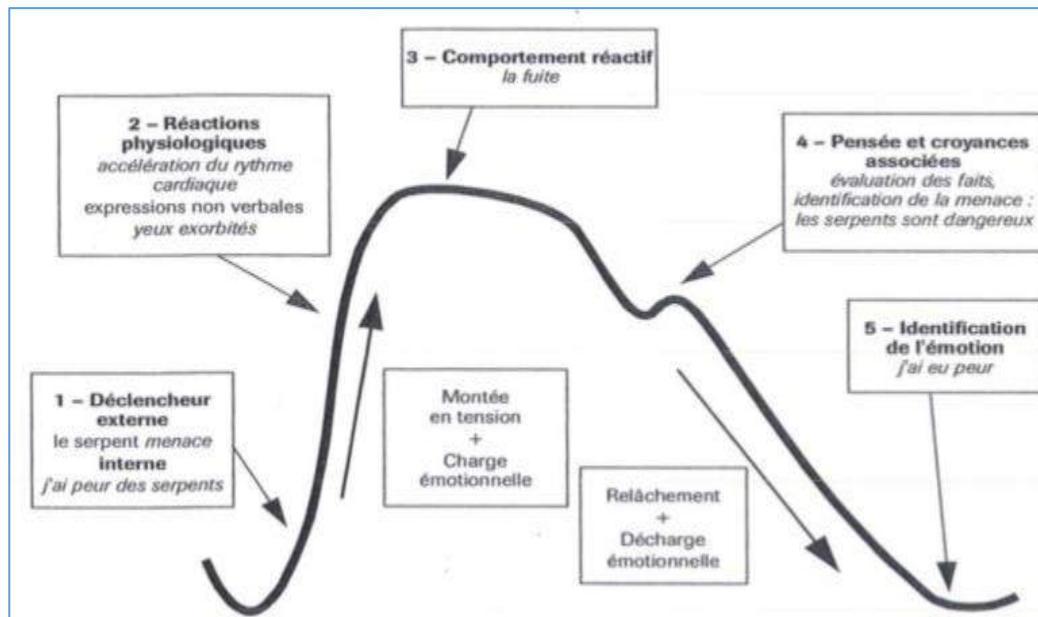 1 – Déclencheur
externe
le serpent menace
interne
j'ai peur des serpents
2 – Réactions
physiologiques
accélération du rythme
cardiaque
expressions non verbales
yeux exorbités
3 – Comportement réactif
la fuite
4 – Pensée et croyances
associées
évaluation des faits,
identification de la menace :
les serpents sont dangereux
5 – Identification
de l'émotion
j'ai eu peur
Montée
en tension
+
Charge
émotionnelle
Relâchement
+
Décharge
émotionnelle